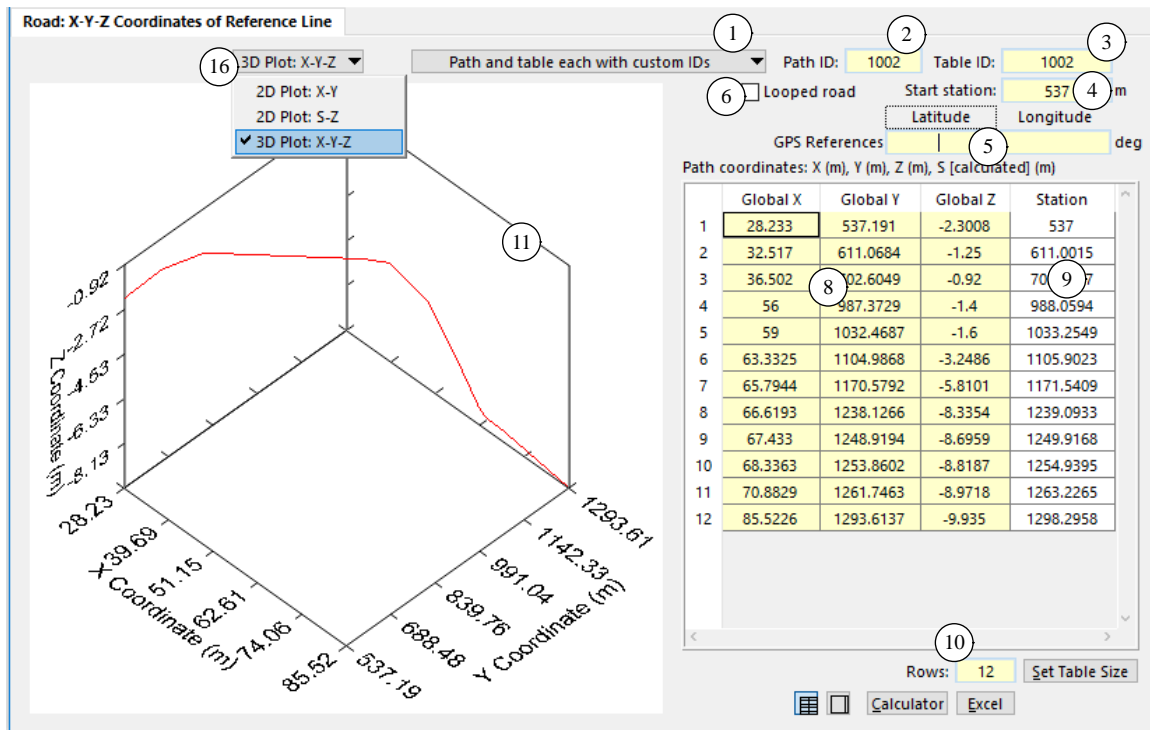 Road: X-Y-Z Coordinates of Reference Line
1
2
3
16
3D Plot: X-Y-Z
Path and table each with custom IDs
Path ID: 1002
Table ID: 1002
2D Plot: X-Y
2D Plot: S-Z
3D Plot: X-Y-Z
6
Looped road
Start station: 537 m
4
Latitude Longitude
GPS References deg
5
Path coordinates: X (m), Y (m), Z (m), S [calculated] (m)
Global X Global Y Global Z Station
1 28.233 537.191 -2.3008 537
2 32.517 611.0684 -1.25 611.0015
3 36.502 02.6049 -0.92 70 7
4 56 987.3729 -1.4 988.0594
5 59 1032.4687 -1.6 1033.2549
6 63.3325 1104.9868 -3.2486 1105.9023
7 65.7944 1170.5792 -5.8101 1171.5409
8 66.6193 1238.1266 -8.3354 1239.0933
9 67.433 1248.9194 -8.6959 1249.9168
10 68.3363 1253.8602 -8.8187 1254.9395
11 70.8829 1261.7463 -8.9718 1263.2265
12 85.5226 1293.6137 -9.935 1298.2958
8
9
11
-0.92
-2.72
-4.53
-6.33
-8.13
Z Coordinate (m)
28.23
39.69
51.15
62.61
74.06
85.52
X Coordinate (m)
537.19
688.48
839.76
991.04
1142.33
1293.61
Y Coordinate (m)
10
Rows: 12 Set Table Size
Calculator Excel